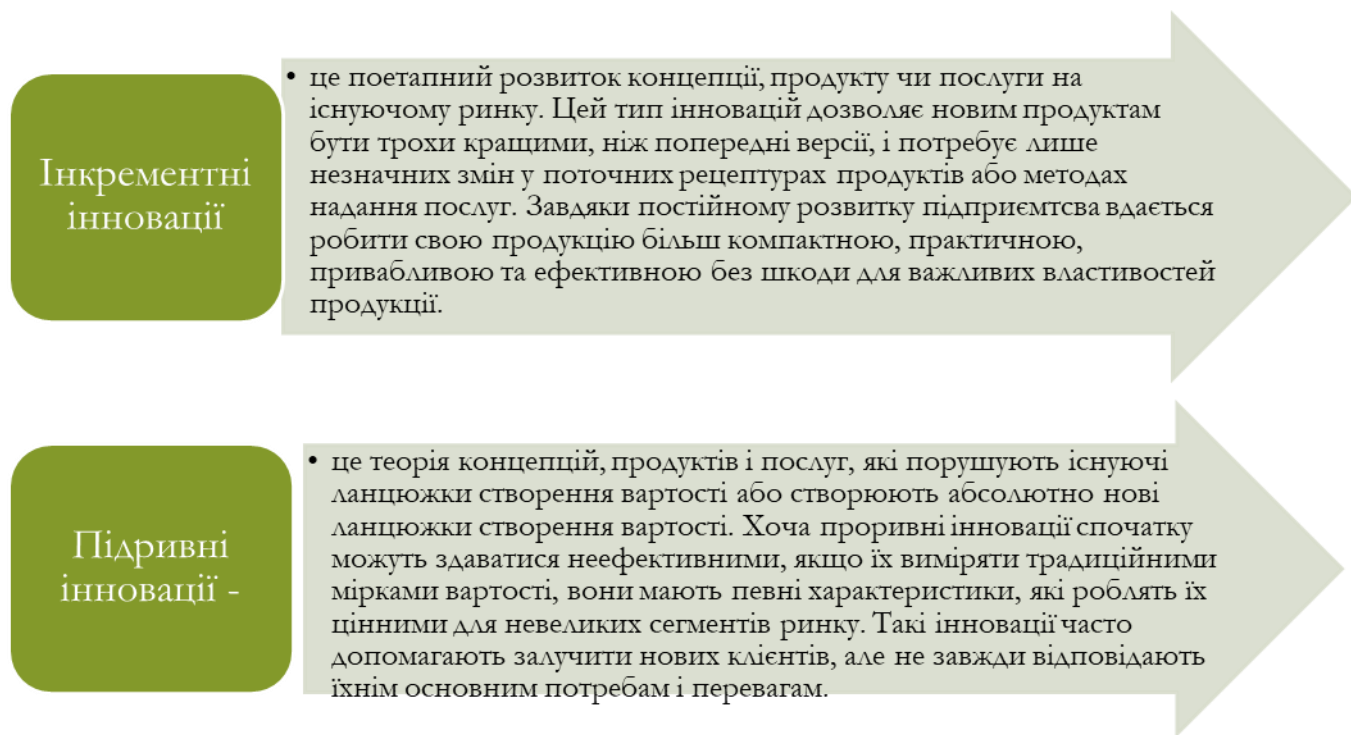 Інкрементні
інновації
• це поетапний розвиток концепції, продукту чи послуги на
існуючому ринку. Цей тип інновацій дозволяє новим продуктам
бути трохи кращими, ніж попередні версії, і потребує лише
незначних змін у поточних рецептурах продуктів або методах
надання послуг. Завдяки постійному розвитку підприємтсва вдається
робити свою продукцію більш компактною, практичною,
привабливою та ефективною без шкоди для важливих властивостей
продукції.
Підривні
інновації -
• це теорія концепцій, продуктів і послуг, які порушують існуючі
ланцюжки створення вартості або створюють абсолютно нові
ланцюжки створення вартості. Хоча проривні інновації спочатку
можуть здаватися неефективними, якщо їх виміряти традиційними
мірками вартості, вони мають певні характеристики, які роблять їх
цінними для невеликих сегментів ринку. Такі інновації часто
допомагають залучити нових клієнтів, але не завжди відповідають
їхнім основним потребам і перевагам.